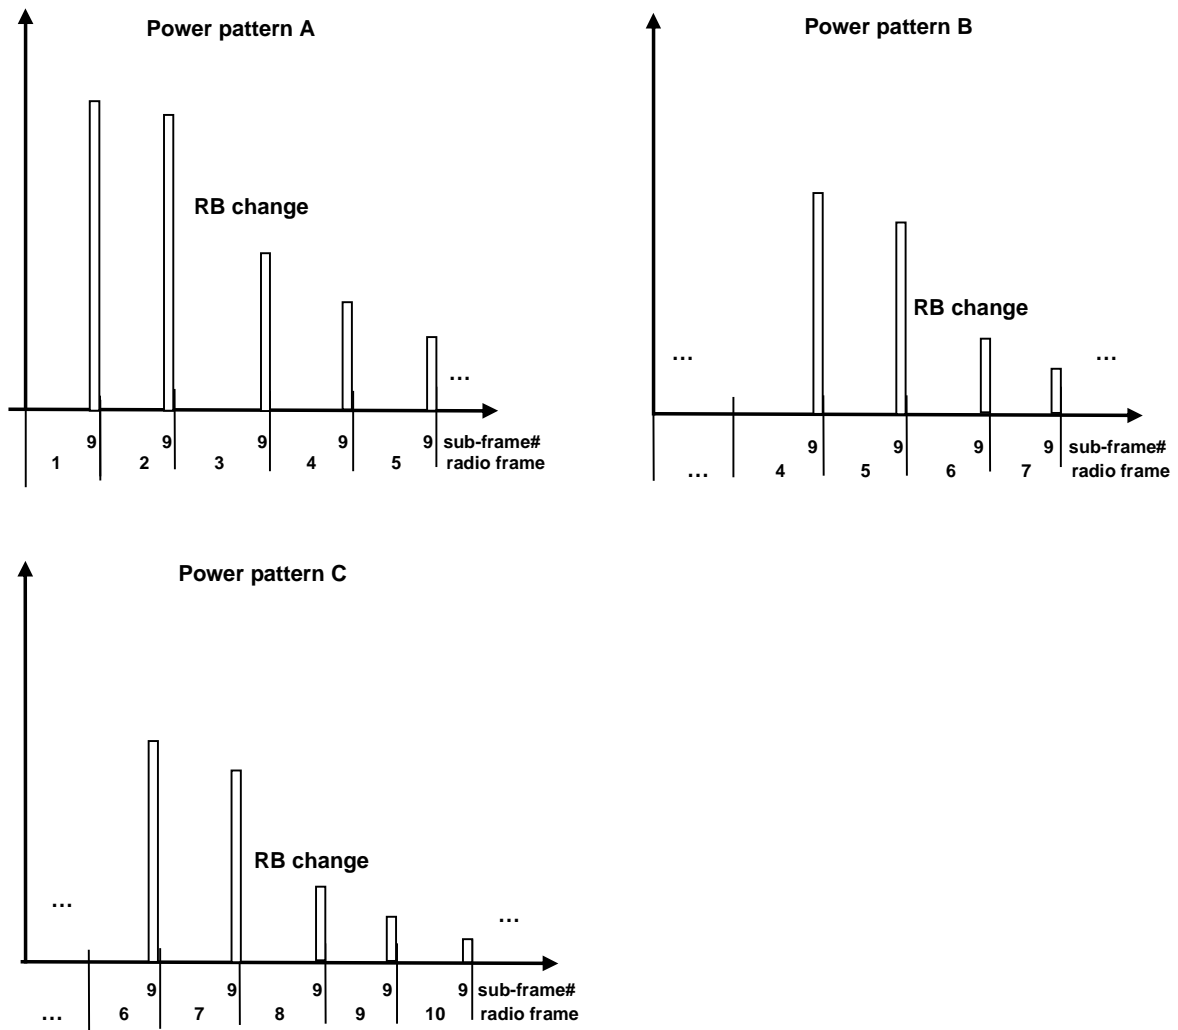 Power pattern A
RB change
...
9 9 9 9 9 sub-frame#
1 2 3 4 5 radio frame
Power pattern B
RB change
... ...
9 9 9 9 sub-frame#
... 4 5 6 7 radio frame
Power pattern C
RB change
... ...
9 9 9 9 9 sub-frame#
... 6 7 8 9 10 radio frame